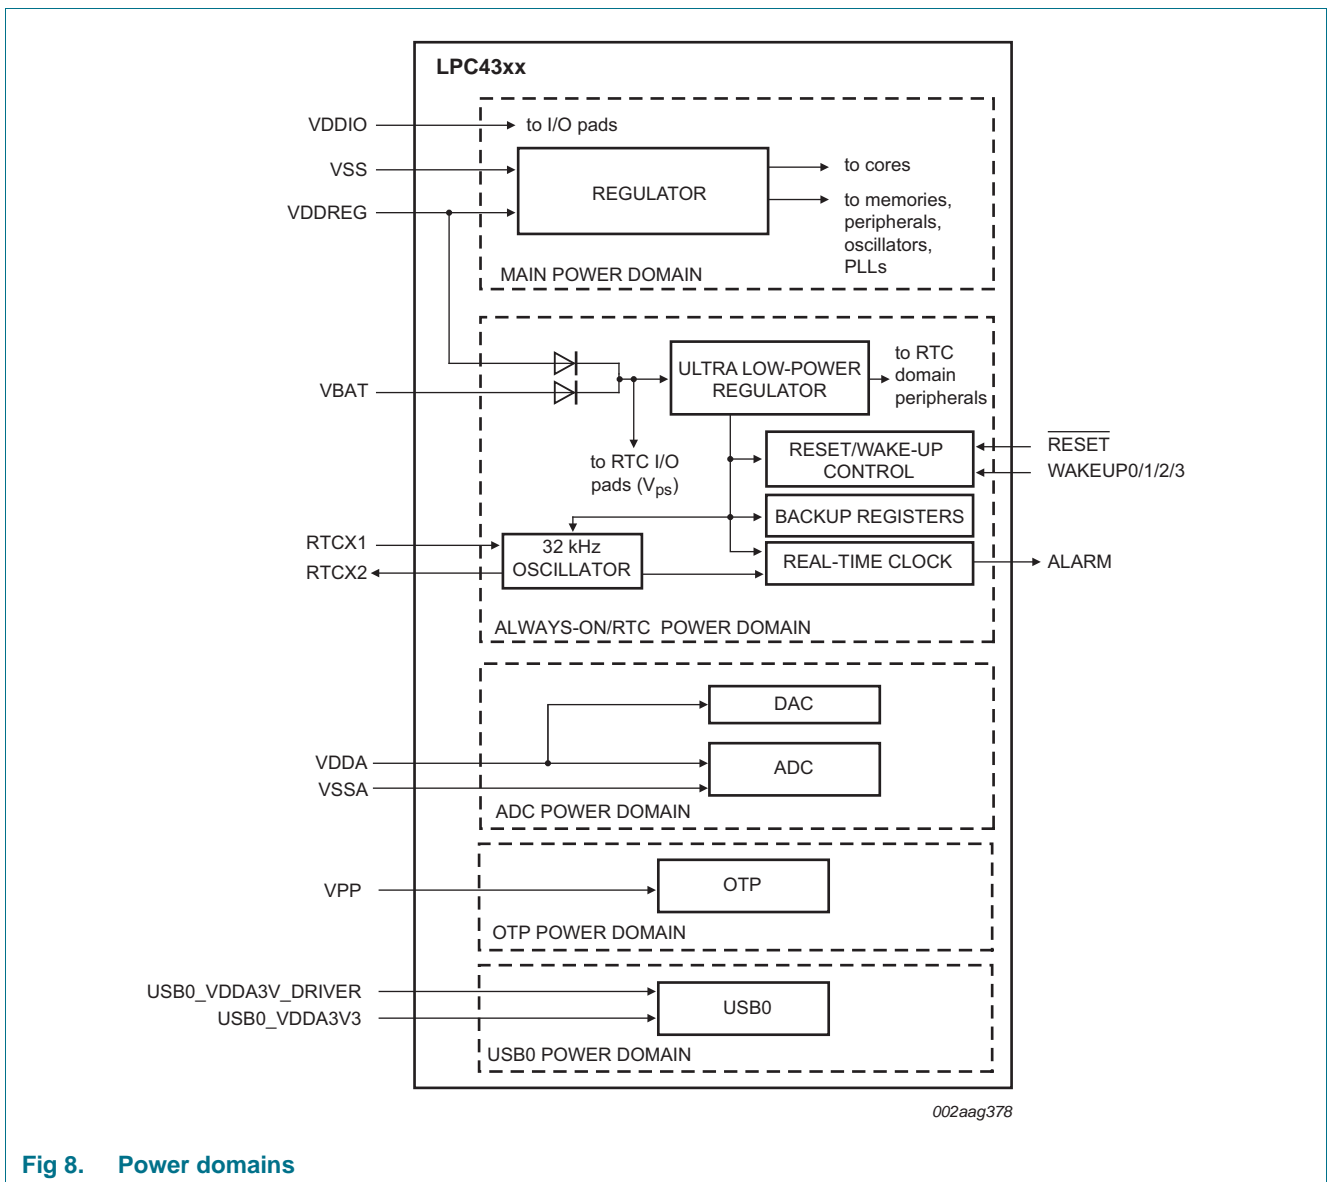 LPC43xx
VDDIO
to I/O pads
VSS
VDDREG
REGULATOR
to cores
to memories,
peripherals,
oscillators,
PLLs
MAIN POWER DOMAIN
VBAT
ULTRA LOW-POWER
REGULATOR
to RTC
domain
peripherals
to RTC I/O
pads (Vps)
RESET/WAKE-UP
CONTROL
RESET
WAKEUP0/1/2/3
BACKUP REGISTERS
RTCX1
RTCX2
32 kHz
OSCILLATOR
REAL-TIME CLOCK
ALARM
ALWAYS-ON/RTC POWER DOMAIN
DAC
VDDA
VSSA
ADC
ADC POWER DOMAIN
VPP
OTP
OTP POWER DOMAIN
USB0_VDDA3V_DRIVER
USB0_VDDA3V3
USB0
USB0 POWER DOMAIN
002aag378
Fig 8. Power domains